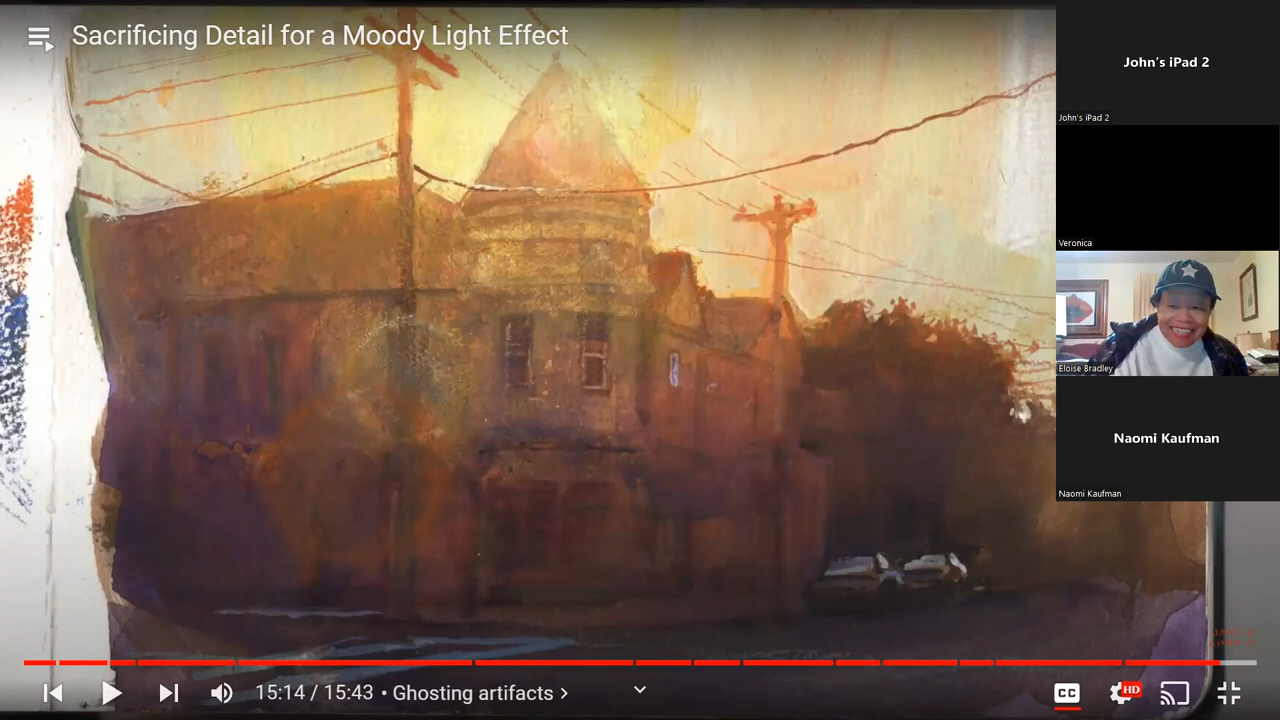 Sacrificing Detail for a Moody Light Effect
John's iPad 2
John's iPad 2
Veronica
Eloise Bradley
Naomi Kaufman
Naomi Kaufman
15:14 / 15:43 • Ghosting artifacts >
CC
HD